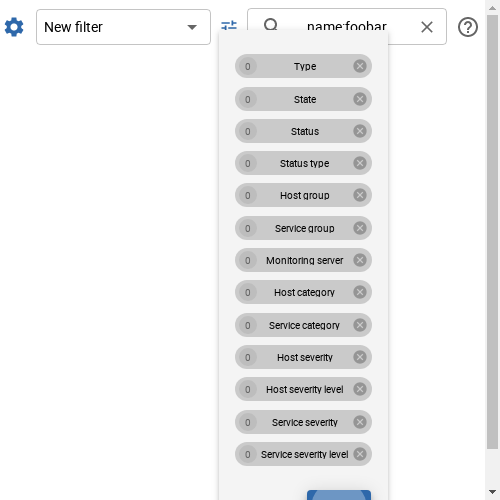 New filter
name:foobar
0 Type
0 State
0 Status
0 Status type
0 Host group
0 Service group
0 Monitoring server
0 Host category
0 Service category
0 Host severity
0 Host severity level
0 Service severity
0 Service severity level